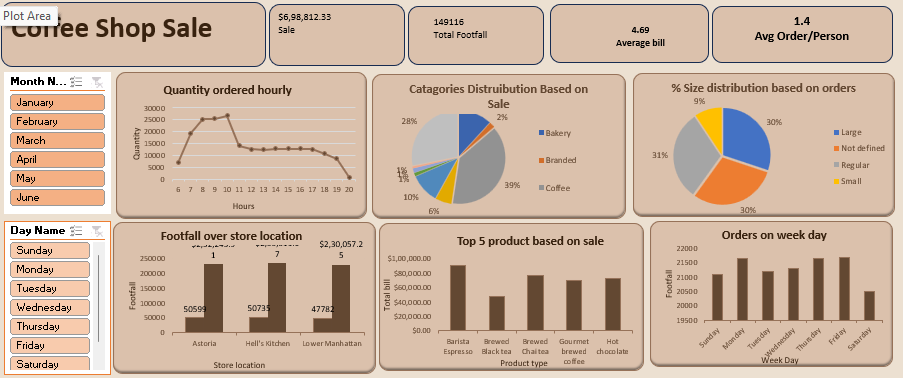 Plot Area
Coffee Shop Sale
$6,98,812.33
Sale
149116
Total Footfall
4.69
Average bill
1.4
Avg Order/Person
Month N...
January
February
March
April
May
June
Quantity ordered hourly
30000
25000
20000
15000
10000
5000
0
Quantity
6 7 8 9 10 11 12 13 14 15 16 17 18 19 20
Hours
Catagories Distruibution Based on
Sale
28%
2%
39%
6%
10%
1%
1%
Bakery
Branded
Coffee
% Size distribution based on orders
9%
30%
31%
30%
Large
Not defined
Regular
Small
Day Name
Sunday
Monday
Tuesday
Wednesday
Thursday
Friday
Saturday
Footfall over store location
1
7
$2,30,057.2
5
250000
200000
150000
100000
50000
0
Footfall
50599
50735
47782
Astoria
Hell's Kitchen
Lower Manhattan
Store location
Top 5 product based on sale
$1,00,000.00
$80,000.00
$60,000.00
$40,000.00
$20,000.00
$0.00
Total bill
Barista
Espresso
Brewed
Black tea
Brewed
Chai tea
Gourmet
brewed
coffee
Hot
chocolate
Product type
Orders on week day
22000
21500
21000
20500
20000
19500
Footfall
Sunday
Monday
Tuesday
Wednesday
Thursday
Friday
Saturday
Week Day